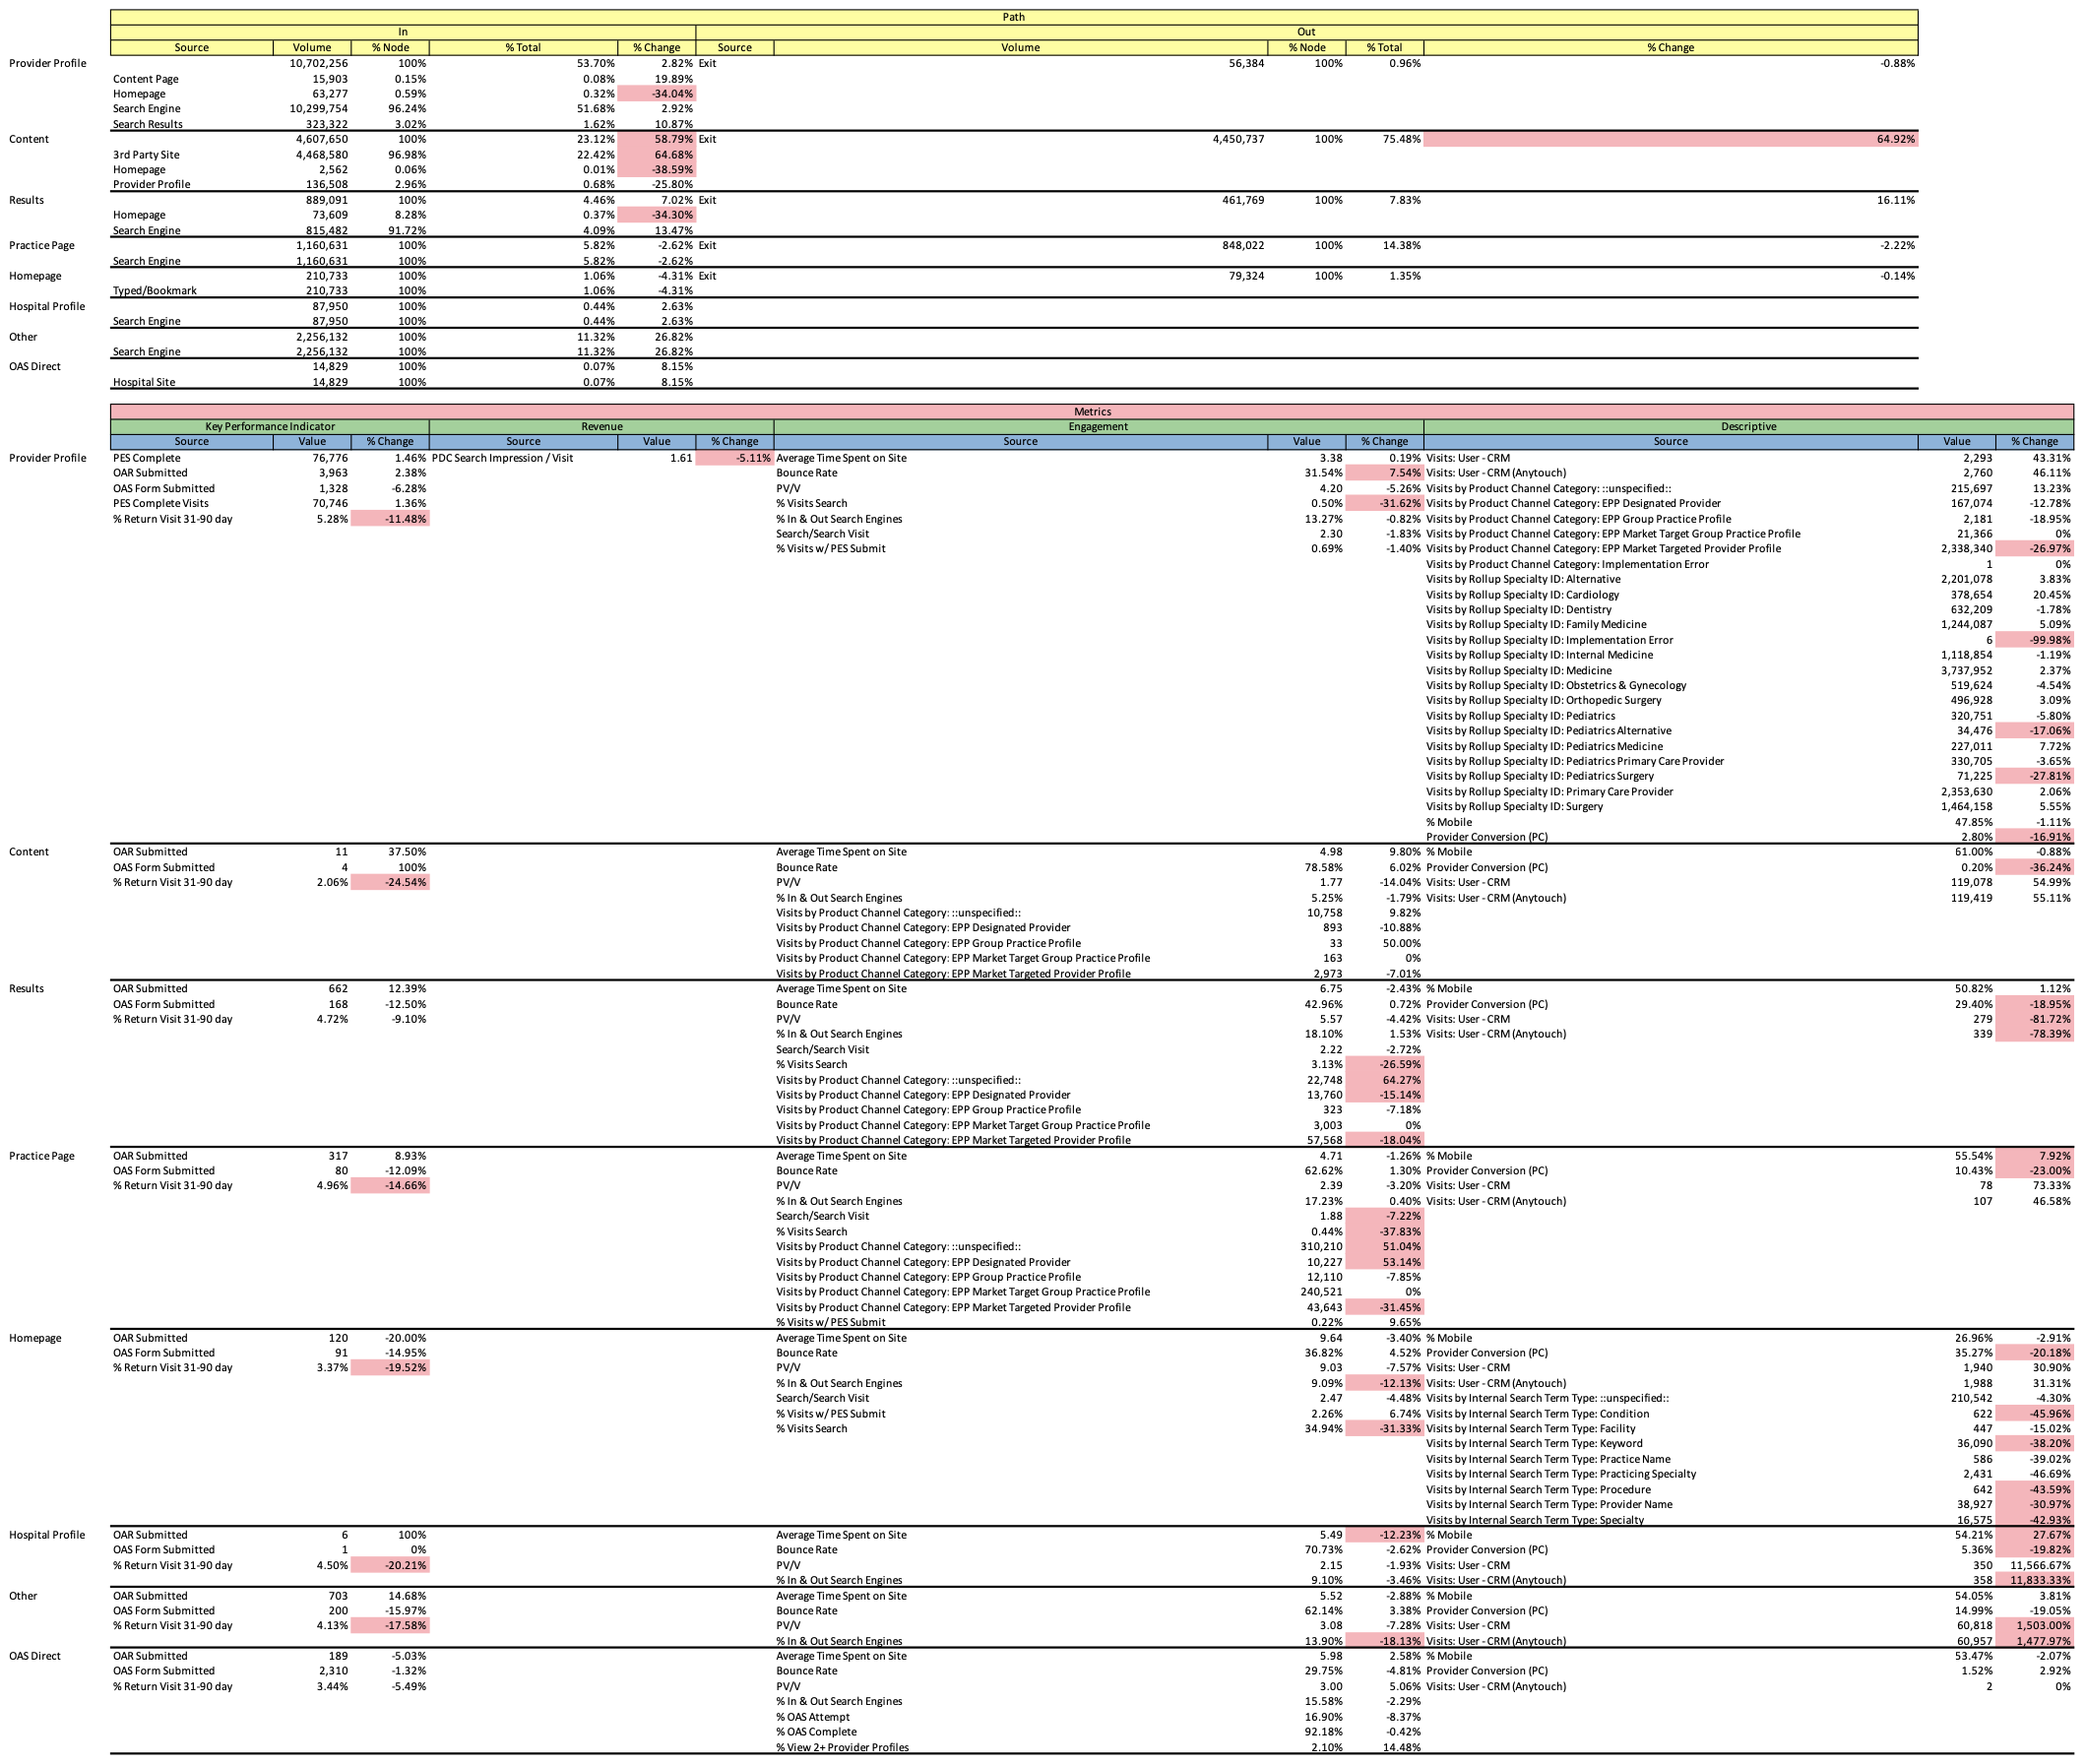 Path
In Out
Source Volume % Node % Total % Change Source Volume % Node % Total % Change
Provider Profile 10,702,256 100% 53.70% 2.82% Exit 56,384 100% 0.96% -0.88%
Content Page 15,903 0.15% 0.08% 19.89%
Homepage 63,277 0.59% 0.32% -34.04%
Search Engine 10,299,754 96.24% 51.68% 2.92%
Search Results 323,322 3.02% 1.62% 10.87%
Content 4,607,650 100% 23.12% 58.79% Exit 4,450,737 100% 75.48% 64.92%
3rd Party Site 4,468,580 96.98% 22.42% 64.68%
Homepage 2,562 0.06% 0.01% -38.59%
Provider Profile 136,508 2.96% 0.68% -25.80%
Results 889,091 100% 4.46% 7.02% Exit 461,769 100% 7.83% 16.11%
Homepage 73,609 8.28% 0.37% -34.30%
Search Engine 815,482 91.72% 4.09% 13.47%
Practice Page 1,160,631 100% 5.82% -2.62% Exit 848,022 100% 14.38% -2.22%
Search Engine 1,160,631 100% 5.82% -2.62%
Homepage 210,733 100% 1.06% -4.31% Exit 79,324 100% 1.35% -0.14%
Typed/Bookmark 210,733 100% 1.06% -4.31%
Hospital Profile 87,950 100% 0.44% 2.63%
Search Engine 87,950 100% 0.44% 2.63%
Other 2,256,132 100% 11.32% 26.82%
Search Engine 2,256,132 100% 11.32% 26.82%
OAS Direct 14,829 100% 0.07% 8.15%
Hospital Site 14,829 100% 0.07% 8.15%
Metrics
Key Performance Indicator Revenue Engagement Descriptive
Source Value % Change Source Value % Change Source Value % Change Source Value % Change
Provider Profile PES Complete 76,776 1.46% PDC Search Impression / Visit 1.61 -5.11% Average Time Spent on Site 3.38 0.19% Visits: User - CRM 2,293 43.31%
OAR Submitted 3,963 2.38% Bounce Rate 31.54% 7.54% Visits: User - CRM (Anytouch) 2,760 46.11%
OAS Form Submitted 1,328 -6.28% PV/V 4.20 -5.26% Visits by Product Channel Category: ::unspecified:: 215,697 13.23%
PES Complete Visits 70,746 1.36% % Visits Search 0.50% -31.62% Visits by Product Channel Category: EPP Designated Provider 167,074 -12.78%
% Return Visit 31-90 day 5.28% -11.48% % In & Out Search Engines 13.27% -0.82% Visits by Product Channel Category: EPP Group Practice Profile 2,181 -18.95%
Search/Search Visit 2.30 -1.83% Visits by Product Channel Category: EPP Market Target Group Practice Profile 21,366 0%
% Visits w/ PES Submit 0.69% -1.40% Visits by Product Channel Category: EPP Market Targeted Provider Profile 2,338,340 -26.97%
Visits by Product Channel Category: Implementation Error 1 0%
Visits by Rollup Specialty ID: Alternative 2,201,078 3.83%
Visits by Rollup Specialty ID: Cardiology 378,654 20.45%
Visits by Rollup Specialty ID: Dentistry 632,209 -1.78%
Visits by Rollup Specialty ID: Family Medicine 1,244,087 5.09%
Visits by Rollup Specialty ID: Implementation Error 6 -99.98%
Visits by Rollup Specialty ID: Internal Medicine 1,118,854 -1.19%
Visits by Rollup Specialty ID: Medicine 3,737,952 2.37%
Visits by Rollup Specialty ID: Obstetrics & Gynecology 519,624 -4.54%
Visits by Rollup Specialty ID: Orthopedic Surgery 496,928 3.09%
Visits by Rollup Specialty ID: Pediatrics 320,751 -5.80%
Visits by Rollup Specialty ID: Pediatrics Alternative 34,476 -17.06%
Visits by Rollup Specialty ID: Pediatrics Medicine 227,011 7.72%
Visits by Rollup Specialty ID: Pediatrics Primary Care Provider 330,705 -3.65%
Visits by Rollup Specialty ID: Pediatrics Surgery 71,225 -27.81%
Visits by Rollup Specialty ID: Primary Care Provider 2,353,630 2.06%
Visits by Rollup Specialty ID: Surgery 1,464,158 5.55%
% Mobile 47.85% -1.11%
Provider Conversion (PC) 2.80% -16.91%
Content OAR Submitted 11 37.50% Average Time Spent on Site 4.98 9.80% % Mobile 61.00% -0.88%
OAS Form Submitted 4 100% Bounce Rate 78.58% 6.02% Provider Conversion (PC) 0.20% -36.24%
% Return Visit 31-90 day 2.06% -24.54% PV/V 1.77 -14.04% Visits: User - CRM 119,078 54.99%
% In & Out Search Engines 5.25% -1.79% Visits: User - CRM (Anytouch) 119,419 55.11%
Visits by Product Channel Category: ::unspecified:: 10,758 9.82%
Visits by Product Channel Category: EPP Designated Provider 893 -10.88%
Visits by Product Channel Category: EPP Group Practice Profile 33 50.00%
Visits by Product Channel Category: EPP Market Target Group Practice Profile 163 0%
Visits by Product Channel Category: EPP Market Targeted Provider Profile 2,973 -7.01%
Results OAR Submitted 662 12.39% Average Time Spent on Site 6.75 -2.43% % Mobile 50.82% 1.12%
OAS Form Submitted 168 -12.50% Bounce Rate 42.96% 0.72% Provider Conversion (PC) 29.40% -18.95%
% Return Visit 31-90 day 4.72% -9.10% PV/V 5.57 -4.42% Visits: User - CRM 279 -81.72%
% In & Out Search Engines 18.10% 1.53% Visits: User - CRM (Anytouch) 339 -78.39%
Search/Search Visit 2.22 -2.72%
% Visits Search 3.13% -26.59%
Visits by Product Channel Category: ::unspecified:: 22,748 64.27%
Visits by Product Channel Category: EPP Designated Provider 13,760 -15.14%
Visits by Product Channel Category: EPP Group Practice Profile 323 -7.18%
Visits by Product Channel Category: EPP Market Target Group Practice Profile 3,003 0%
Visits by Product Channel Category: EPP Market Targeted Provider Profile 57,568 -18.04%
Practice Page OAR Submitted 317 8.93% Average Time Spent on Site 4.71 -1.26% % Mobile 55.54% 7.92%
OAS Form Submitted 80 -12.09% Bounce Rate 62.62% 1.30% Provider Conversion (PC) 10.43% -23.00%
% Return Visit 31-90 day 4.96% -14.66% PV/V 2.39 -3.20% Visits: User - CRM 78 73.33%
% In & Out Search Engines 17.23% 0.40% Visits: User - CRM (Anytouch) 107 46.58%
Search/Search Visit 1.88 -7.22%
% Visits Search 0.44% -37.83%
Visits by Product Channel Category: ::unspecified:: 310,210 51.04%
Visits by Product Channel Category: EPP Designated Provider 10,227 53.14%
Visits by Product Channel Category: EPP Group Practice Profile 12,110 -7.85%
Visits by Product Channel Category: EPP Market Target Group Practice Profile 240,521 0%
Visits by Product Channel Category: EPP Market Targeted Provider Profile 43,643 -31.45%
% Visits w/ PES Submit 0.22% 9.65%
Homepage OAR Submitted 120 -20.00% Average Time Spent on Site 9.64 -3.40% % Mobile 26.96% -2.91%
OAS Form Submitted 91 -14.95% Bounce Rate 36.82% 4.52% Provider Conversion (PC) 35.27% -20.18%
% Return Visit 31-90 day 3.37% -19.52% PV/V 9.03 -7.57% Visits: User - CRM 1,940 30.90%
% In & Out Search Engines 9.09% -12.13% Visits: User - CRM (Anytouch) 1,988 31.31%
Search/Search Visit 2.47 -4.48% Visits by Internal Search Term Type: ::unspecified:: 210,542 -4.30%
% Visits w/ PES Submit 2.26% 6.74% Visits by Internal Search Term Type: Condition 622 -45.96%
% Visits Search 34.94% -31.33% Visits by Internal Search Term Type: Facility 447 -15.02%
Visits by Internal Search Term Type: Keyword 36,090 -38.20%
Visits by Internal Search Term Type: Practice Name 586 -39.02%
Visits by Internal Search Term Type: Practicing Specialty 2,431 -46.69%
Visits by Internal Search Term Type: Procedure 642 -43.59%
Visits by Internal Search Term Type: Provider Name 38,927 -30.97%
Visits by Internal Search Term Type: Specialty 16,575 -42.93%
Hospital Profile OAR Submitted 6 100% Average Time Spent on Site 5.49 -12.23% % Mobile 54.21% 27.67%
OAS Form Submitted 1 0% Bounce Rate 70.73% -2.62% Provider Conversion (PC) 5.36% -19.82%
% Return Visit 31-90 day 4.50% -20.21% PV/V 2.15 -1.93% Visits: User - CRM 350 11,566.67%
% In & Out Search Engines 9.10% -3.46% Visits: User - CRM (Anytouch) 358 11,833.33%
Other OAR Submitted 703 14.68% Average Time Spent on Site 5.52 -2.88% % Mobile 54.05% 3.81%
OAS Form Submitted 200 -15.97% Bounce Rate 62.14% 3.38% Provider Conversion (PC) 14.99% -19.05%
% Return Visit 31-90 day 4.13% -17.58% PV/V 3.08 -7.28% Visits: User - CRM 60,818 1,503.00%
% In & Out Search Engines 13.90% -18.13% Visits: User - CRM (Anytouch) 60,957 1,477.97%
OAS Direct OAR Submitted 189 -5.03% Average Time Spent on Site 5.98 2.58% % Mobile 53.47% -2.07%
OAS Form Submitted 2,310 -1.32% Bounce Rate 29.75% -4.81% Provider Conversion (PC) 1.52% 2.92%
% Return Visit 31-90 day 3.44% -5.49% PV/V 3.00 5.06% Visits: User - CRM (Anytouch) 2 0%
% In & Out Search Engines 15.58% -2.29%
% OAS Attempt 16.90% -8.37%
% OAS Complete 92.18% -0.42%
% View 2+ Provider Profiles 2.10% 14.48%